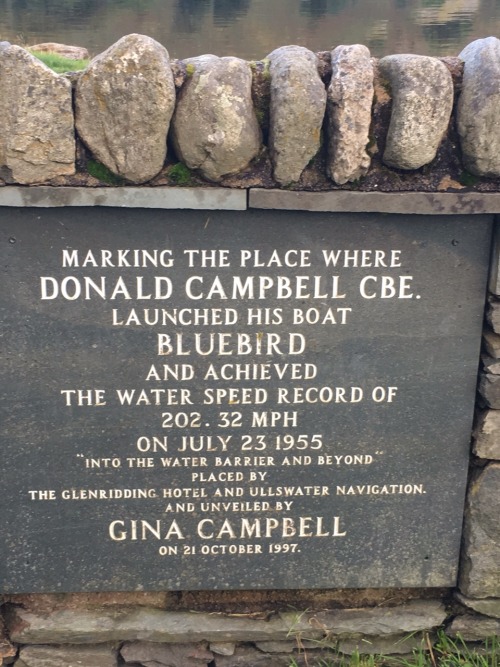 MARKING THE PLACE WHERE
DONALD CAMPBELL CBE.
LAUNCHED HIS BOAT
BLUEBIRD
AND ACHIEVED
THE WATER SPEED RECORD OF
202.32 MPH
ON JULY 23 1955
"INTO THE WATER BARRIER AND BEYOND"
PLACED BY
THE GLENRIDDING HOTEL AND ULLSWATER NAVIGATION.
AND UNVEILED BY
GINA CAMPBELL
ON 21 OCTOBER 1997.